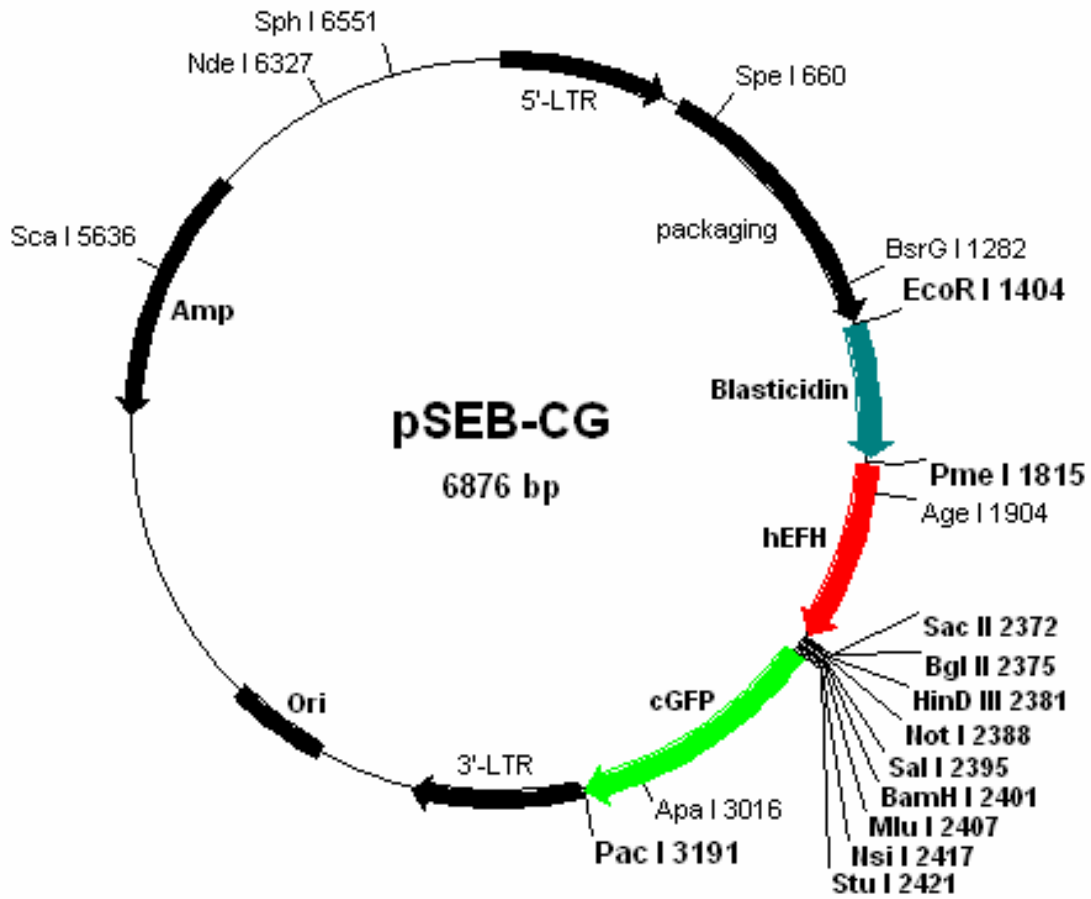 Sph I 6551
Nde I 6327
5'-LTR
Spe I 660
Sca I 5636
packaging
BsrG I 1282
EcoR I 1404
Amp
Blasticidin
pSEB-CG
6876 bp
Pme I 1815
Age I 1904
hEFH
Sac II 2372
Bgl II 2375
HinD III 2381
Not I 2388
Sal I 2395
BamH I 2401
Mlu I 2407
Nsi I 2417
Stu I 2421
cGFP
Ori
3'-LTR
Apa I 3016
Pac I 3191